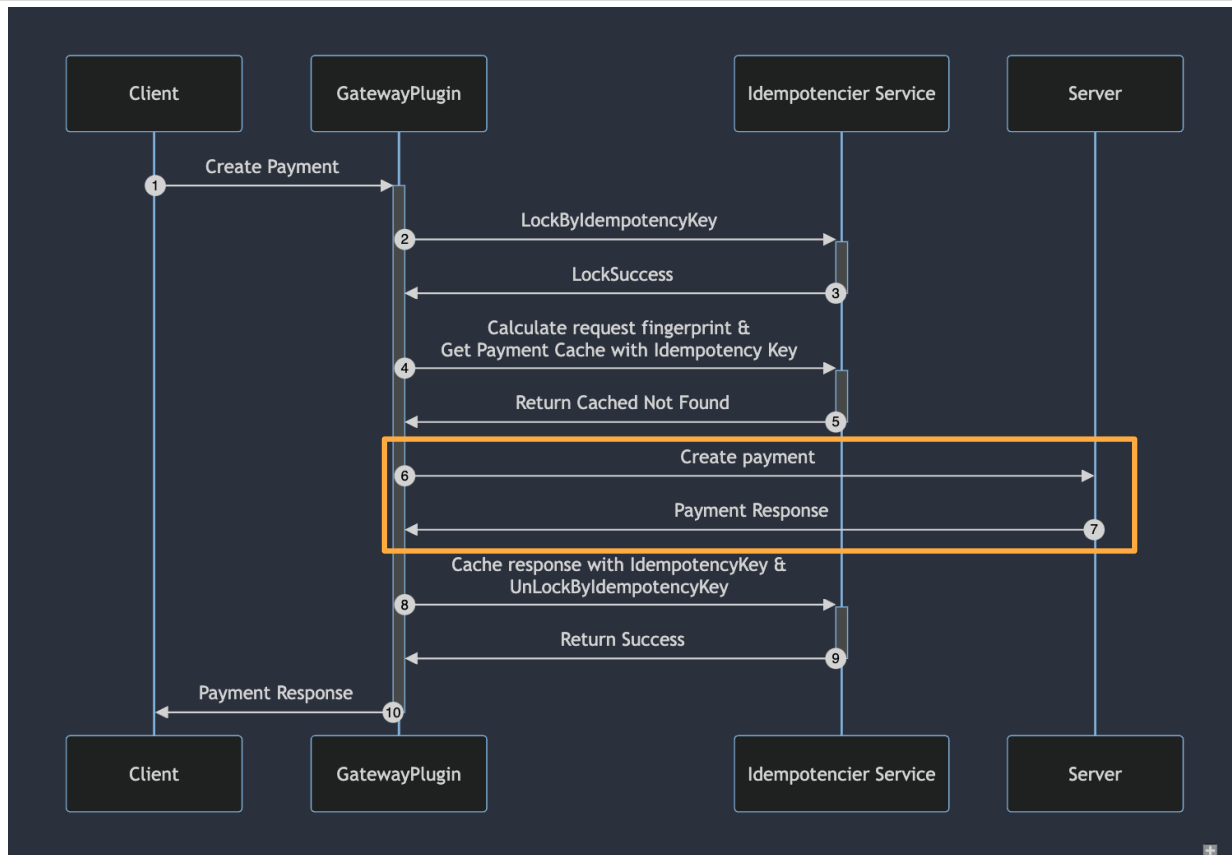 Client
GatewayPlugin
Idempotencier Service
Server
Create Payment
1
LockByIdempotencyKey
2
LockSuccess
3
Calculate request fingerprint &
Get Payment Cache with Idempotency Key
4
Return Cached Not Found
5
Create payment
6
Payment Response
7
Cache response with IdempotencyKey &
UnLockByIdempotencyKey
8
Return Success
9
Payment Response
10
Client
GatewayPlugin
Idempotencier Service
Server